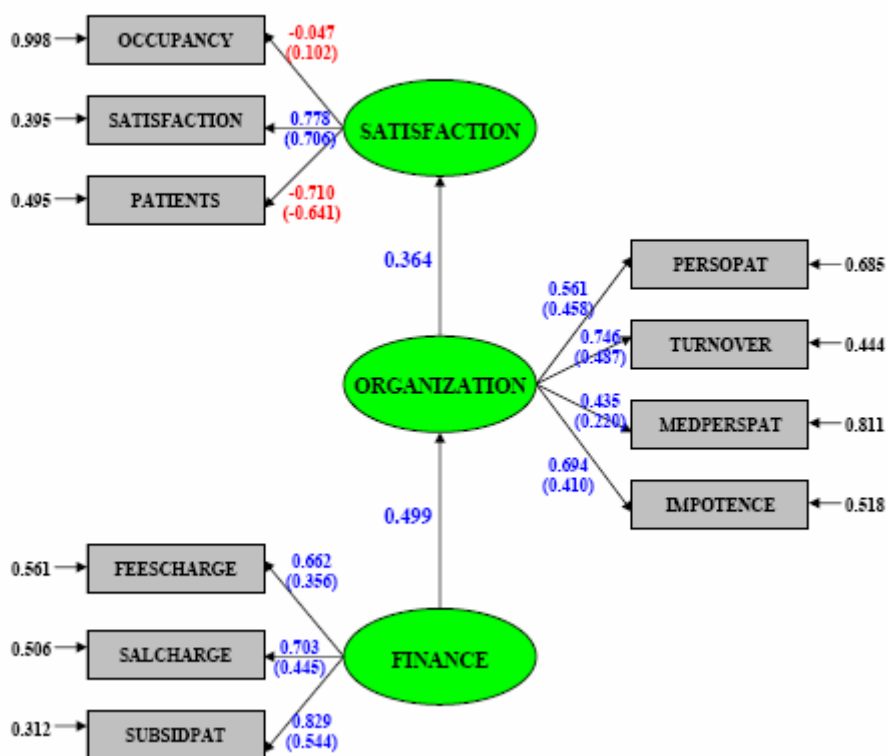 0.998
OCCUPANCY
-0.047
(0.102)
0.395
SATISFACTION
0.778
(0.706)
SATISFACTION
0.495
PATIENTS
-0.710
(-0.641)
0.364
PERSOPAT
0.685
0.561
(0.458)
TURNOVER
0.444
0.746
(0.487)
ORGANIZATION
0.435
(0.220)
MEDPERSPAT
0.811
0.694
(0.410)
IMPOTENCE
0.518
0.499
0.561
FEESCHARGE
0.662
(0.356)
0.506
SALCHARGE
0.703
(0.445)
FINANCE
0.312
SUBSIDPAT
0.829
(0.544)